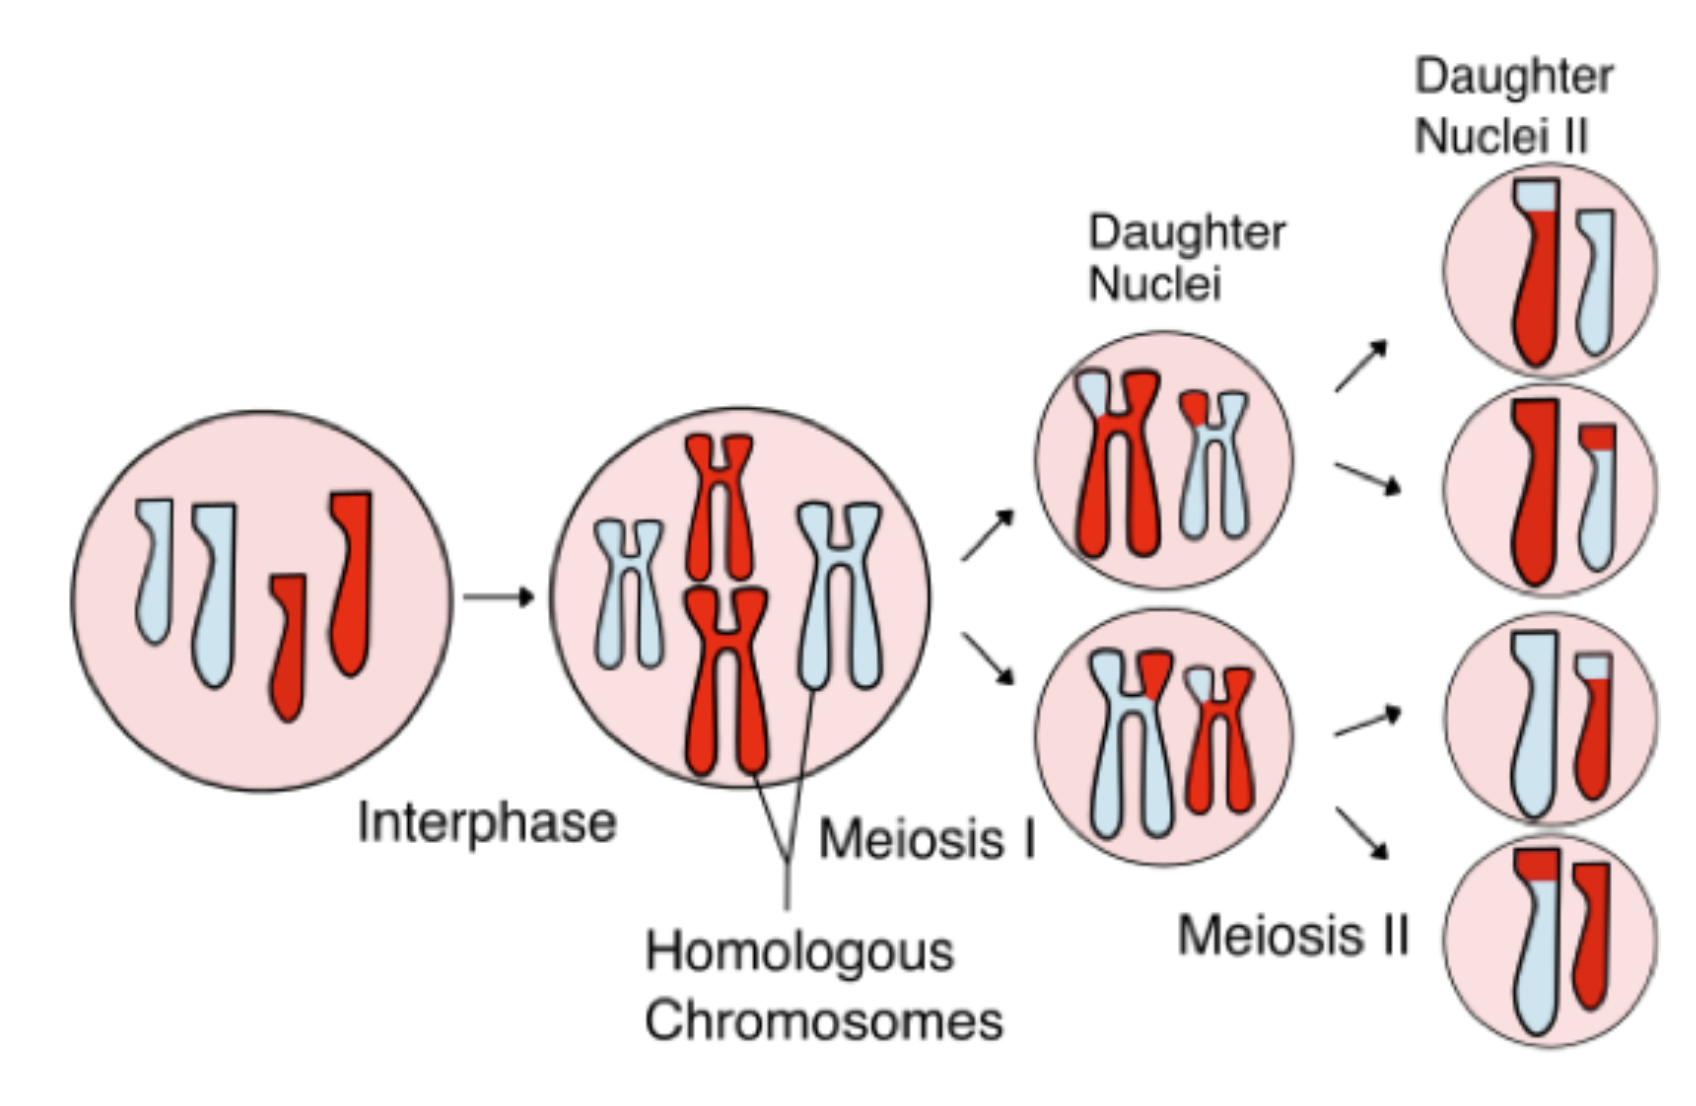 Interphase
Meiosis I
Homologous
Chromosomes
Daughter
Nuclei
Meiosis II
Daughter
Nuclei II